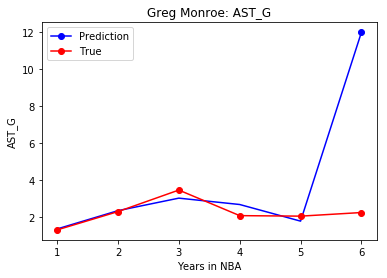 Greg Monroe: AST_G
Prediction
True
12
10
8
6
4
2
AST_G
1 2 3 4 5 6
Years in NBA